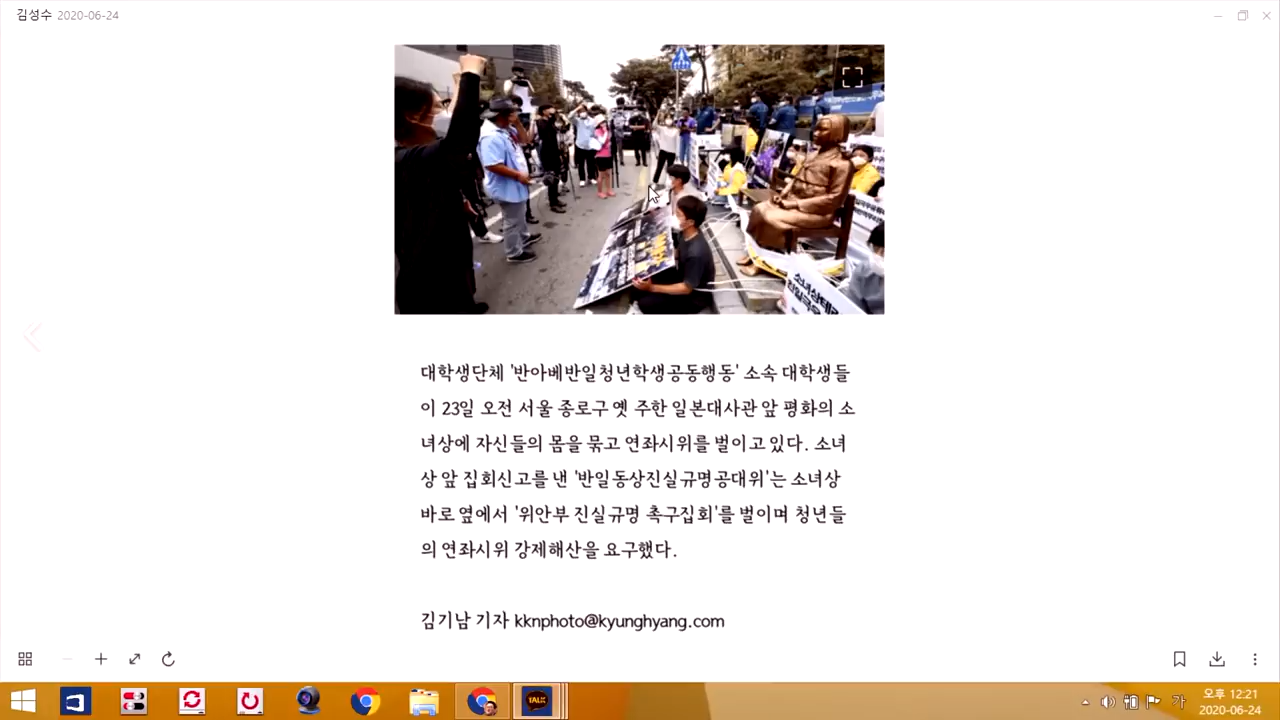 김성수 2020-06-24
대학생단체 '반아베반일청년학생공동행동' 소속 대학생들
이 23일 오전 서울 종로구 옛 주한 일본대사관 앞 평화의 소
녀상에 자신들의 몸을 묶고 연좌시위를 벌이고 있다. 소녀
상 앞 집회신고를 낸 '반일동상진실규명공대위'는 소녀상
바로 옆에서 '위안부 진실규명 촉구집회'를 벌이며 청년들
의 연좌시위 강제해산을 요구했다.
김기남 기자 kknphoto@kyunghyang.com
TALK
가
오후 12:21
2020-06-24